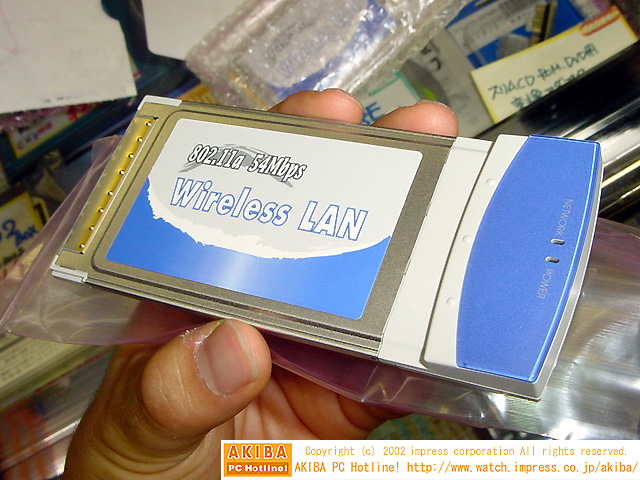 802.11a 54Mbps
Wireless LAN
NETWORK
POWER
AKIBA
PC Hotline!
Copyright (c) 2002 impress corporation All rights reserved.
AKIBA PC Hotline! http://www.watch.impress.co.jp/akiba/